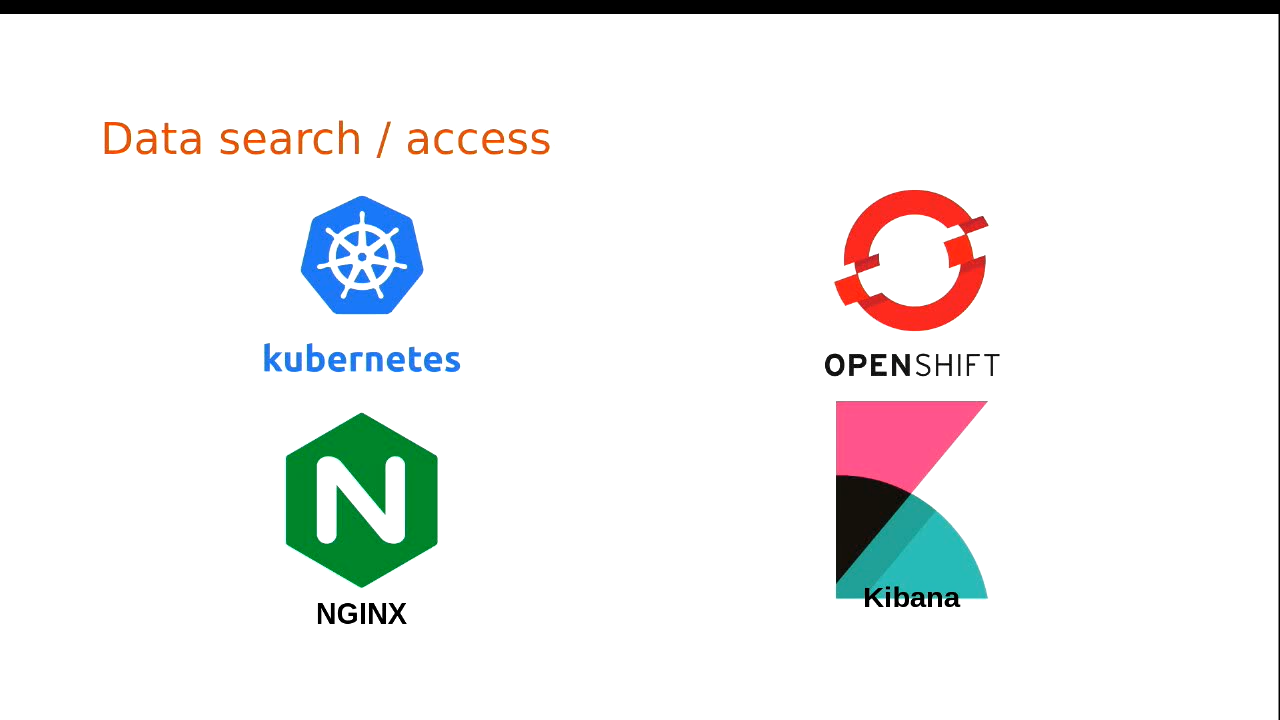 Data search / access
kubernetes
OPENSHIFT
N
NGINX
Kibana